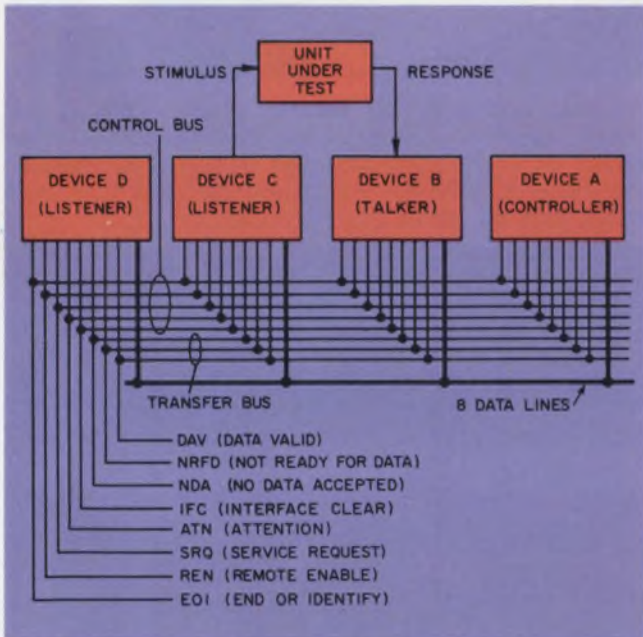 UNIT
UNDER
TEST
STIMULUS
RESPONSE
CONTROL BUS
DEVICE D
(LISTENER)
DEVICE C
(LISTENER)
DEVICE B
(TALKER)
DEVICE A
(CONTROLLER)
TRANSFER BUS
8 DATA LINES
DAV (DATA VALID)
NRFD (NOT READY FOR DATA)
NDA (NO DATA ACCEPTED)
IFC (INTERFACE CLEAR)
ATN (ATTENTION)
SRQ (SERVICE REQUEST)
REN (REMOTE ENABLE)
EOI (END OR IDENTIFY)